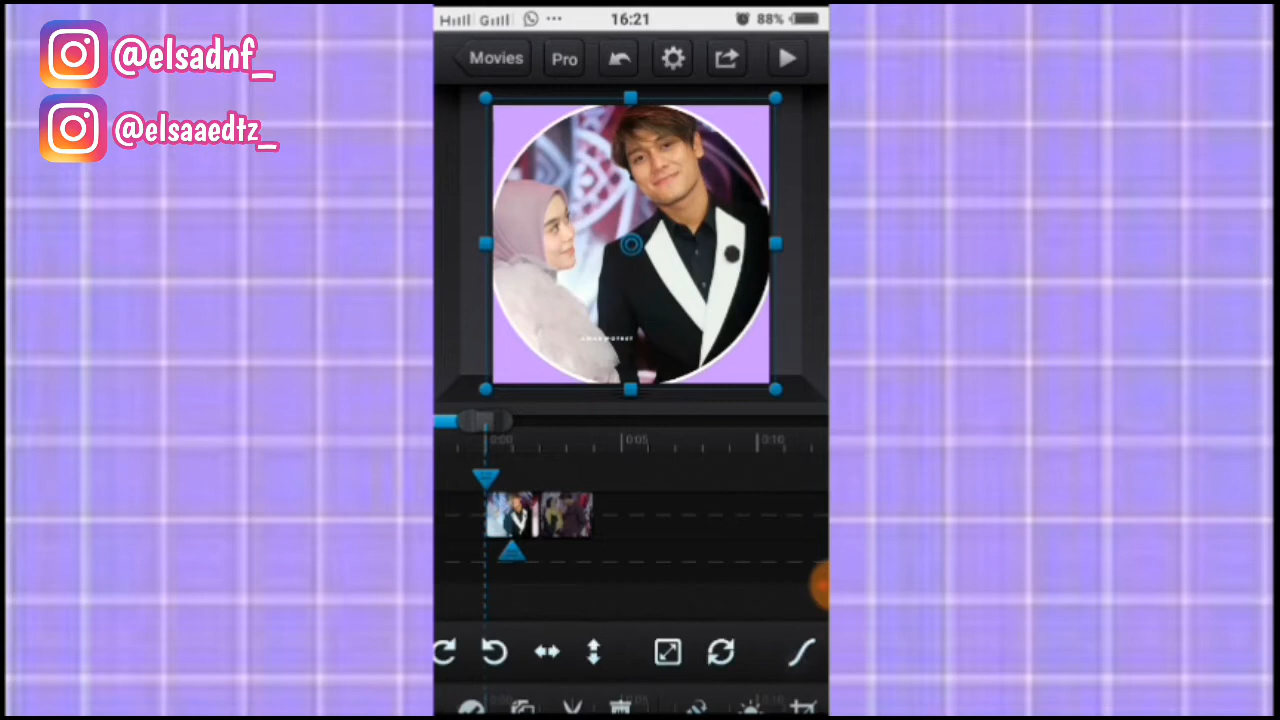 @elsadnf_
@elsaaedtz_
16:21
88%
Movies
Pro
0:00
0:05
0:10